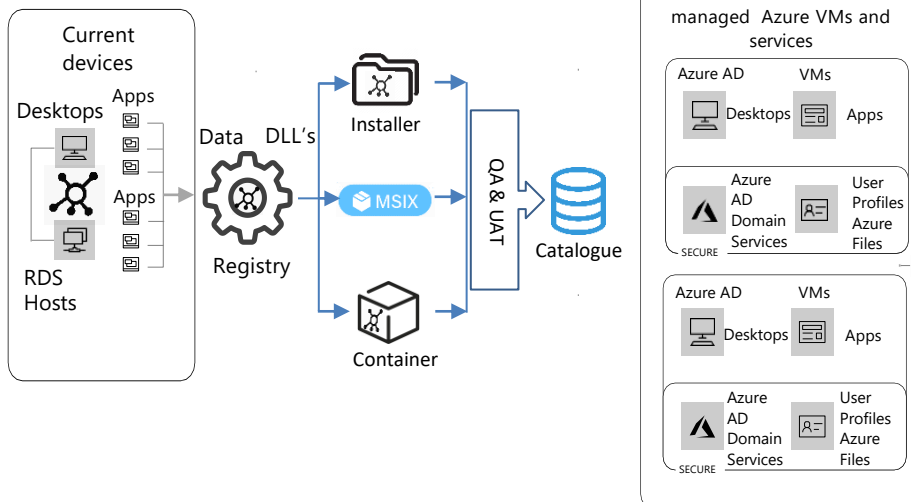 Current
devices
Desktops
Apps
Apps
RDS
Hosts
Data
DLL's
Registry
Installer
MSIX
Container
QA & UAT
Catalogue
managed Azure VMs and
services
Azure AD
VMs
Desktops
Apps
Azure
AD
Domain
Services
User
Profiles
Azure
Files
SECURE
Azure AD
VMs
Desktops
Apps
Azure
AD
Domain
Services
User
Profiles
Azure
Files
SECURE